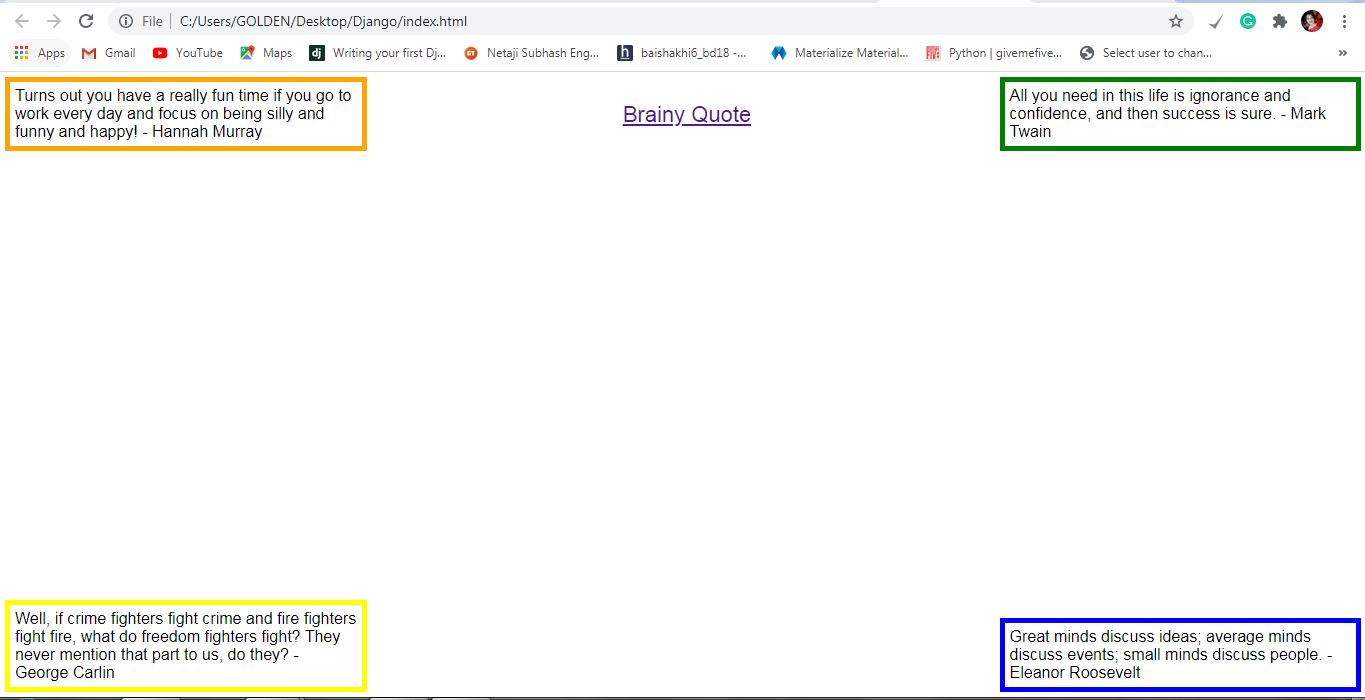 File | C:/Users/GOLDEN/Desktop/Django/index.html
Apps Gmail YouTube Maps dj Writing your first Dj... GT Netaji Subhash Eng... h baishakhi6_bd18 -... Materialize Material... FIVE Python | givemefive... Select user to chan... »
Turns out you have a really fun time if you go to
work every day and focus on being silly and
funny and happy! - Hannah Murray
Brainy Quote
All you need in this life is ignorance and
confidence, and then success is sure. - Mark
Twain
Well, if crime fighters fight crime and fire fighters
fight fire, what do freedom fighters fight? They
never mention that part to us, do they? -
George Carlin
Great minds discuss ideas; average minds
discuss events; small minds discuss people. -
Eleanor Roosevelt